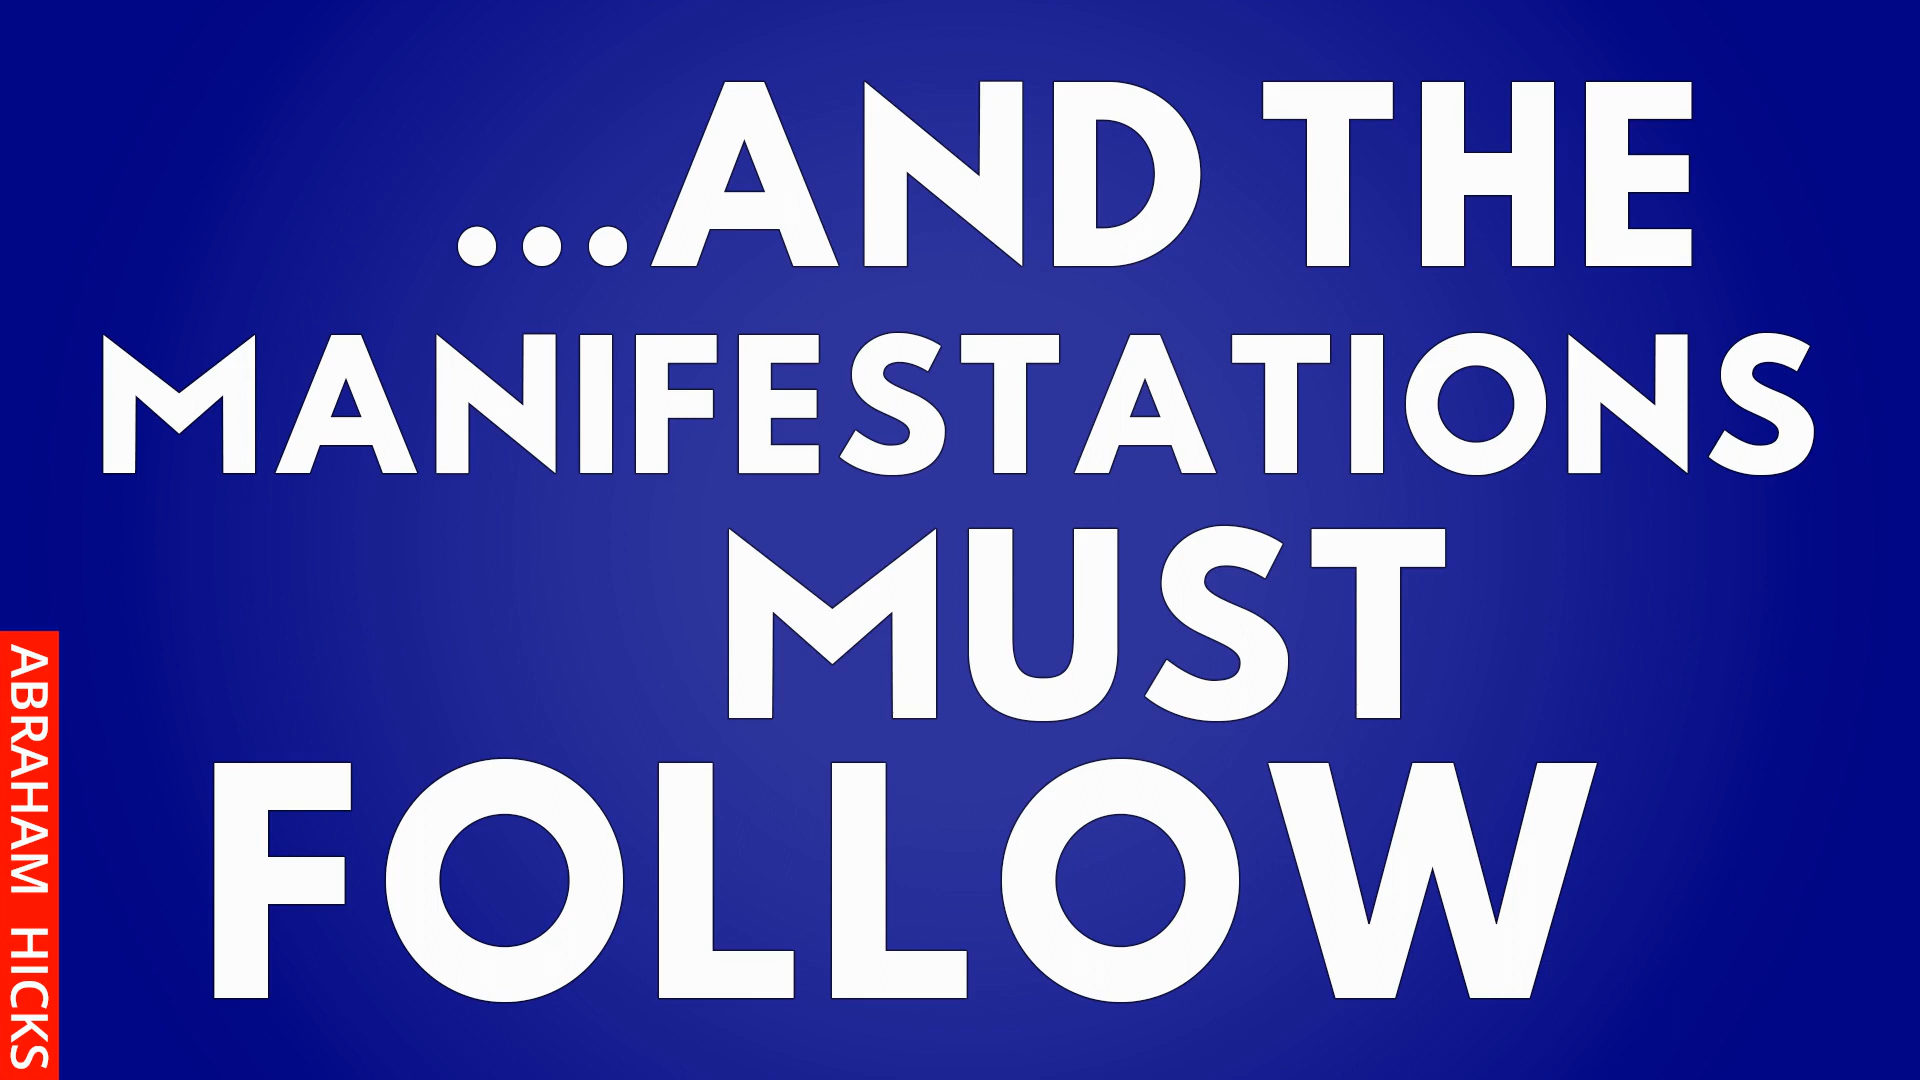 ...AND THE
MANIFESTATIONS
MUST
FOLLOW
ABRAHAM HICKS